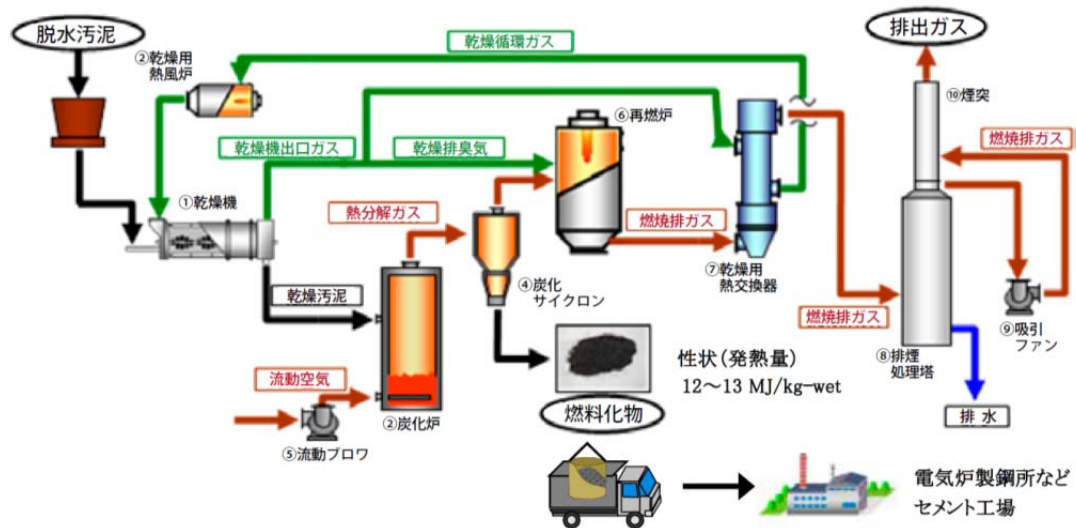 脱水汚泥
②乾燥用
熱風炉
乾燥循環ガス
排出ガス
⑩煙突
⑥再燃炉
燃焼排ガス
乾燥機出口ガス
乾燥排臭気
①乾燥機
熱分解ガス
燃焼排ガス
⑦乾燥用
熱交換器
④炭化
サイクロン
乾燥汚泥
燃焼排ガス
⑨吸引
ファン
⑧排煙
処理塔
性状(発熱量)
12~13 MJ/kg-wet
流動空気
②炭化炉
燃料化物
排水
⑤流動ブロワ
電気炉製鋼所など
セメント工場